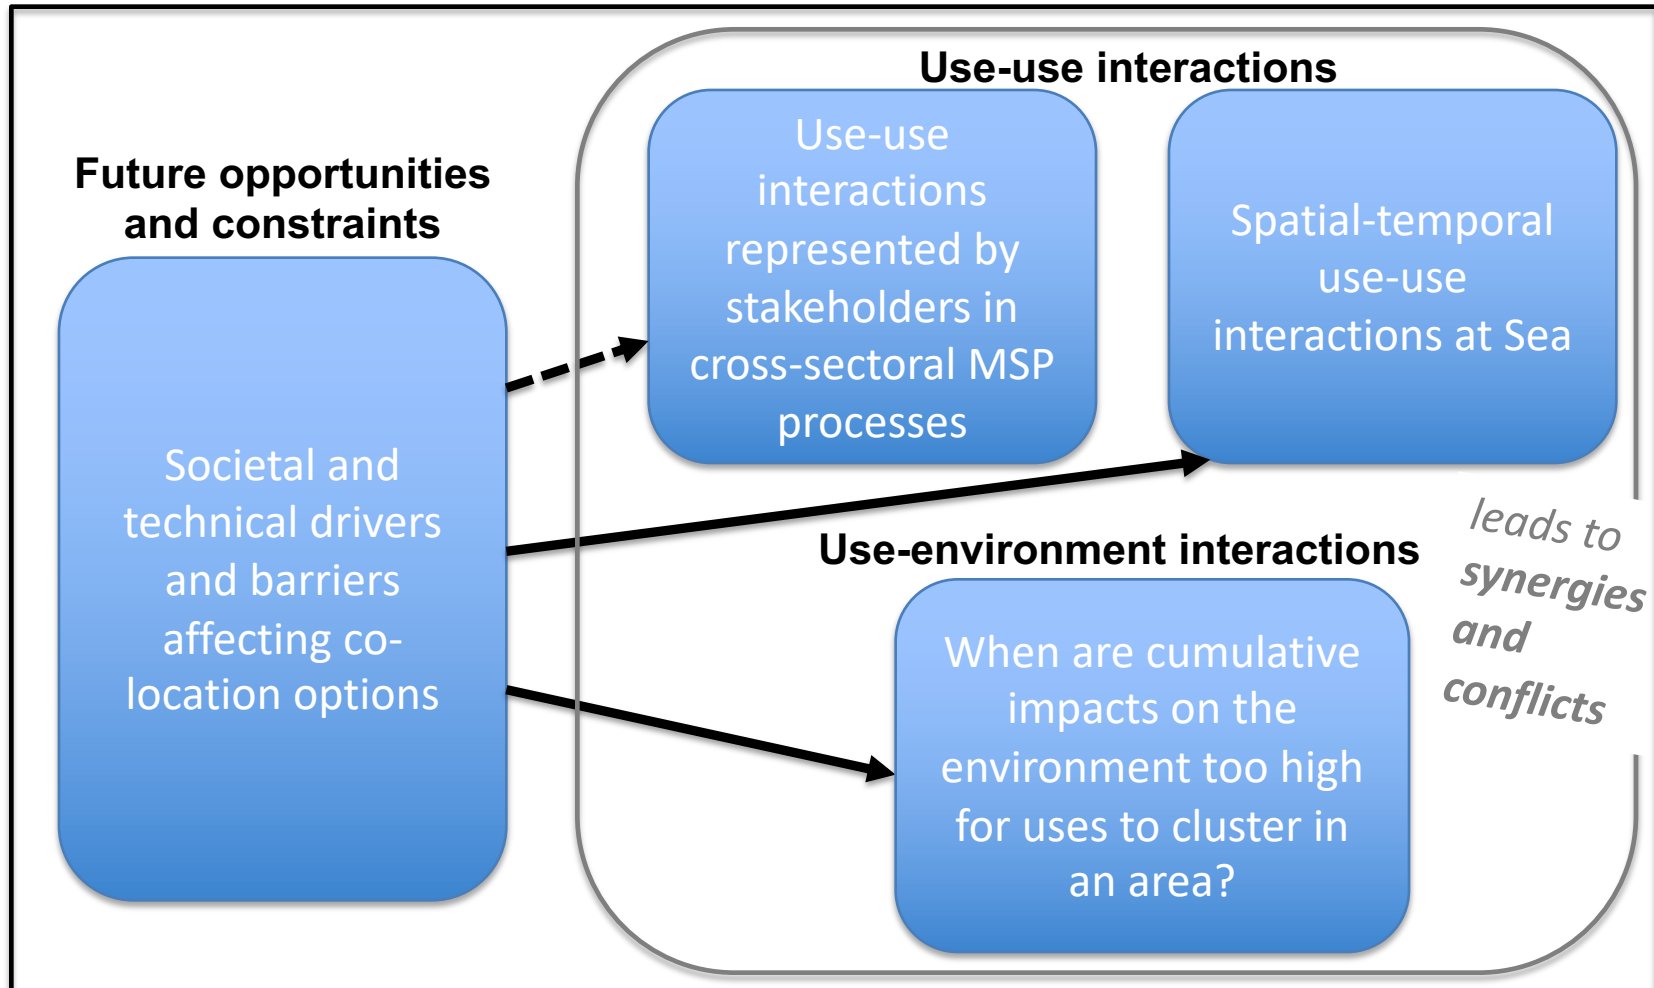 Use-use interactions
Future opportunities
and constraints
Societal and
technical drivers
and barriers
affecting co-
location options
Use-use
interactions
represented by
stakeholders in
cross-sectoral MSP
processes
Spatial-temporal
use-use
interactions at Sea
Use-environment interactions
When are cumulative
impacts on the
environment too high
for uses to cluster in
an area?
leads to
synergies
and
conflicts